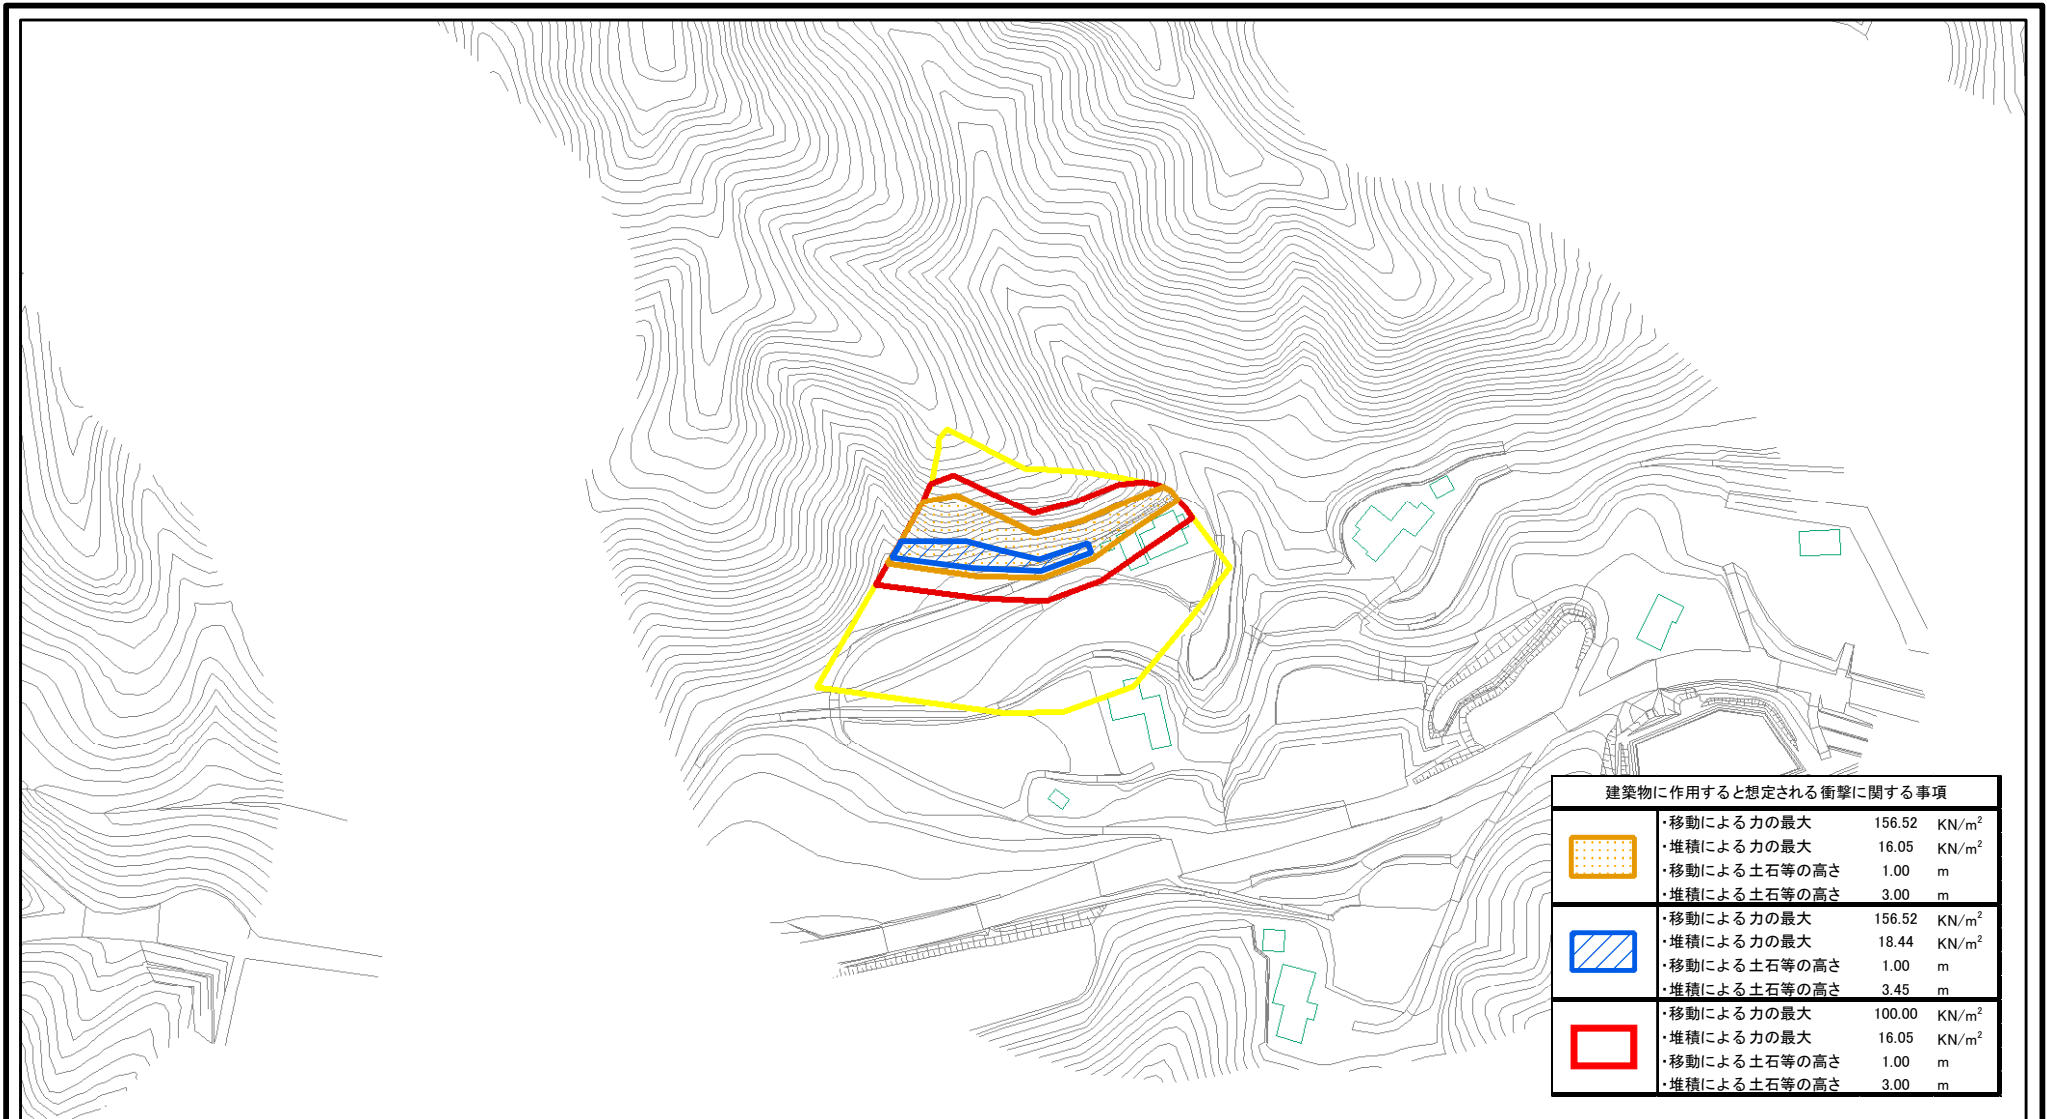 建築物に作用すると想定される衝撃に関する事項
・移動による力の最大 156.52 KN/m²
・堆積による力の最大 16.05 KN/m²
・移動による土石等の高さ 1.00 m
・堆積による土石等の高さ 3.00 m
・移動による力の最大 156.52 KN/m²
・堆積による力の最大 18.44 KN/m²
・移動による土石等の高さ 1.00 m
・堆積による土石等の高さ 3.45 m
・移動による力の最大 100.00 KN/m²
・堆積による力の最大 16.05 KN/m²
・移動による土石等の高さ 1.00 m
・堆積による土石等の高さ 3.00 m